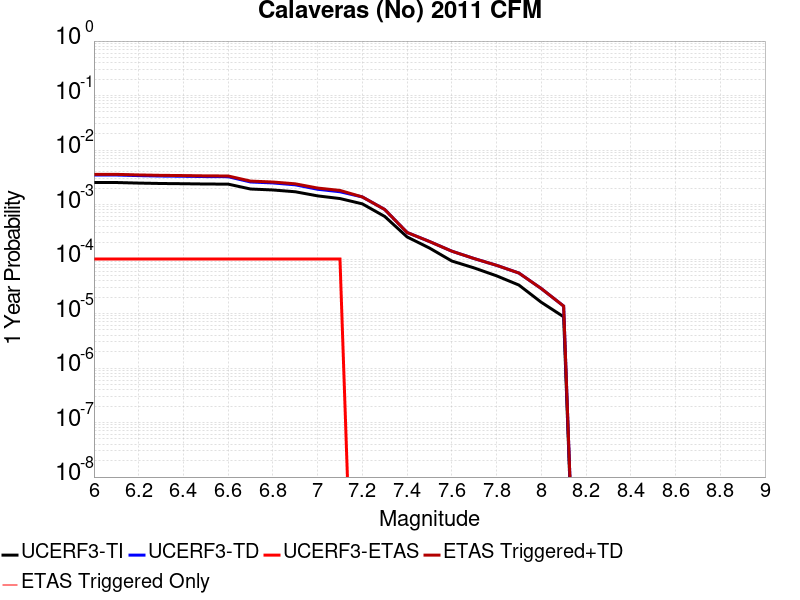 Calaveras (No) 2011 CFM
10^0
10^-1
10^-2
10^-3
10^-4
10^-5
10^-6
10^-7
10^-8
1 Year Probability
6 6.2 6.4 6.6 6.8 7 7.2 7.4 7.6 7.8 8 8.2 8.4 8.6 8.8 9
Magnitude
UCERF3-TI UCERF3-TD UCERF3-ETAS ETAS Triggered+TD
ETAS Triggered Only